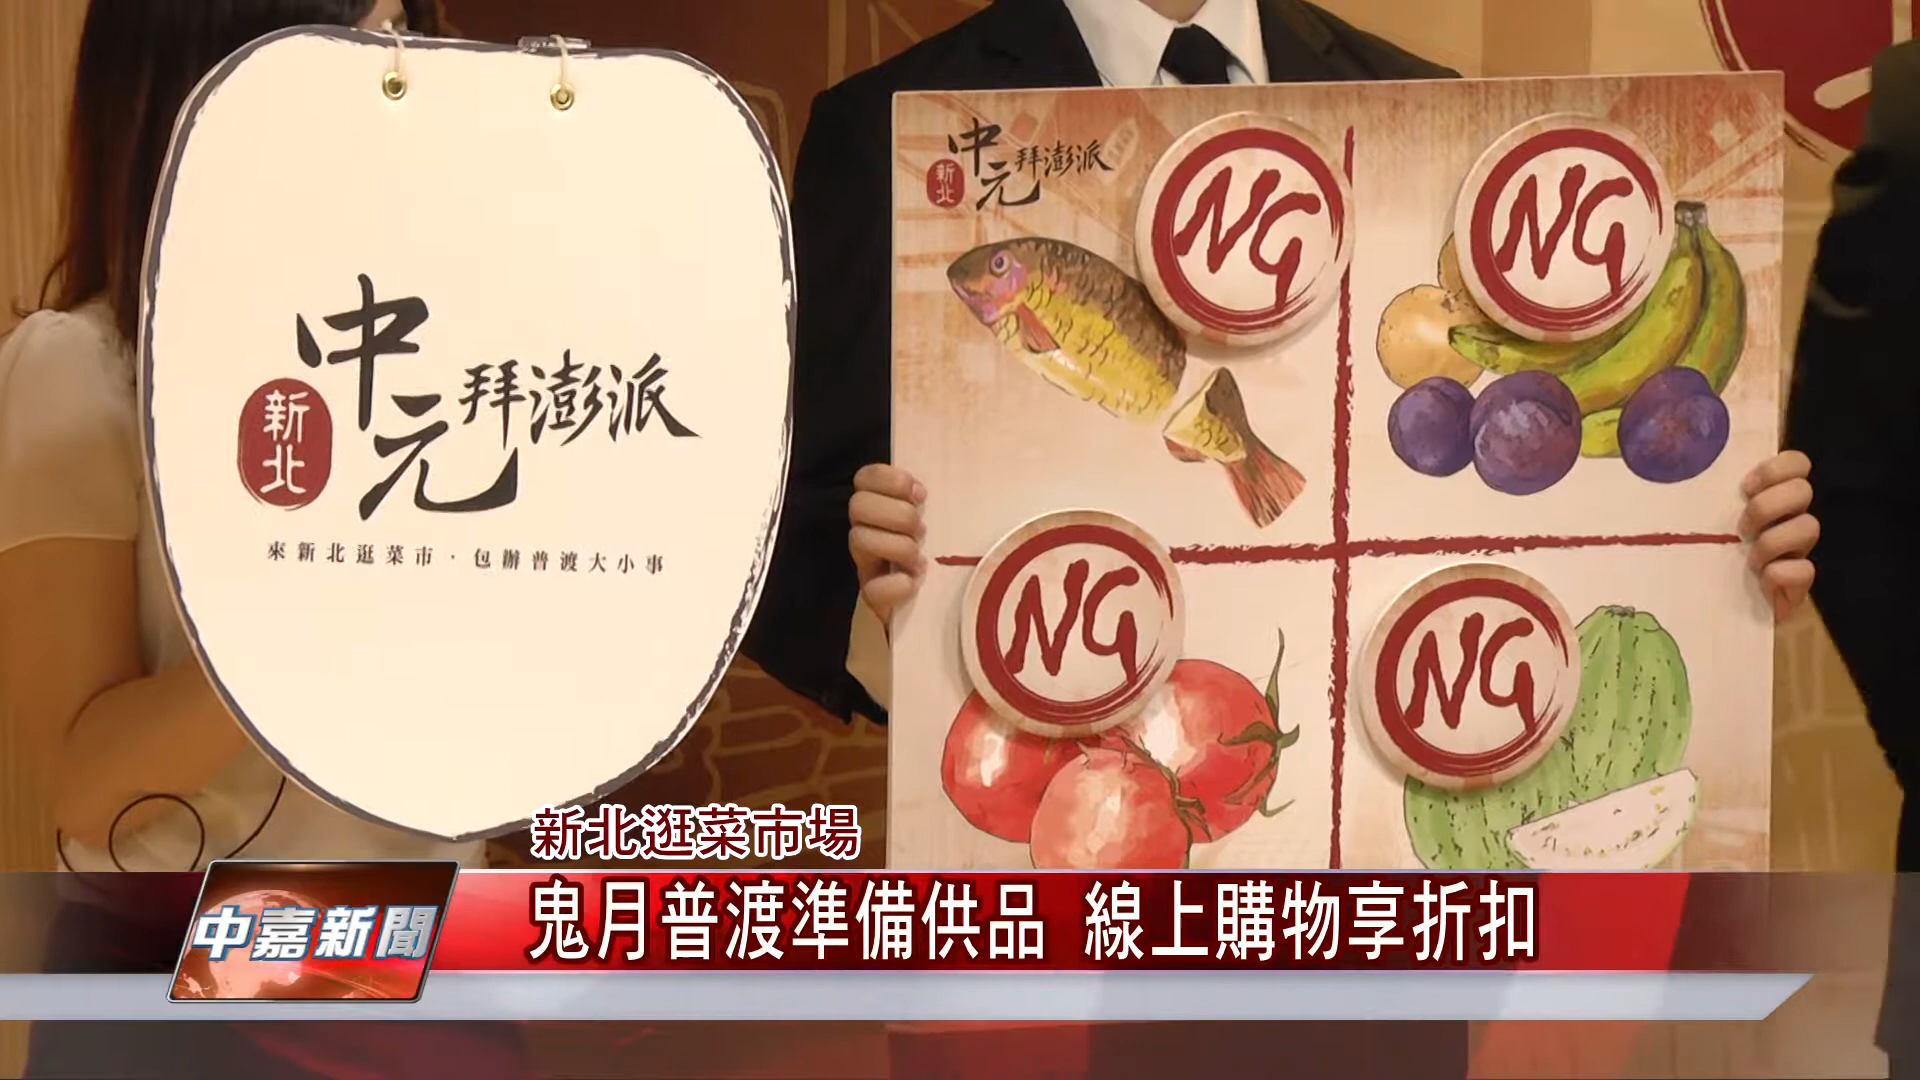 中元拜澎派
新北
來新北逛菜市·包辦普渡大小事
中元拜澎派
新北
NG
NG
NG
NG
新北逛菜市場
中嘉新聞
鬼月普渡準備供品 線上購物享折扣